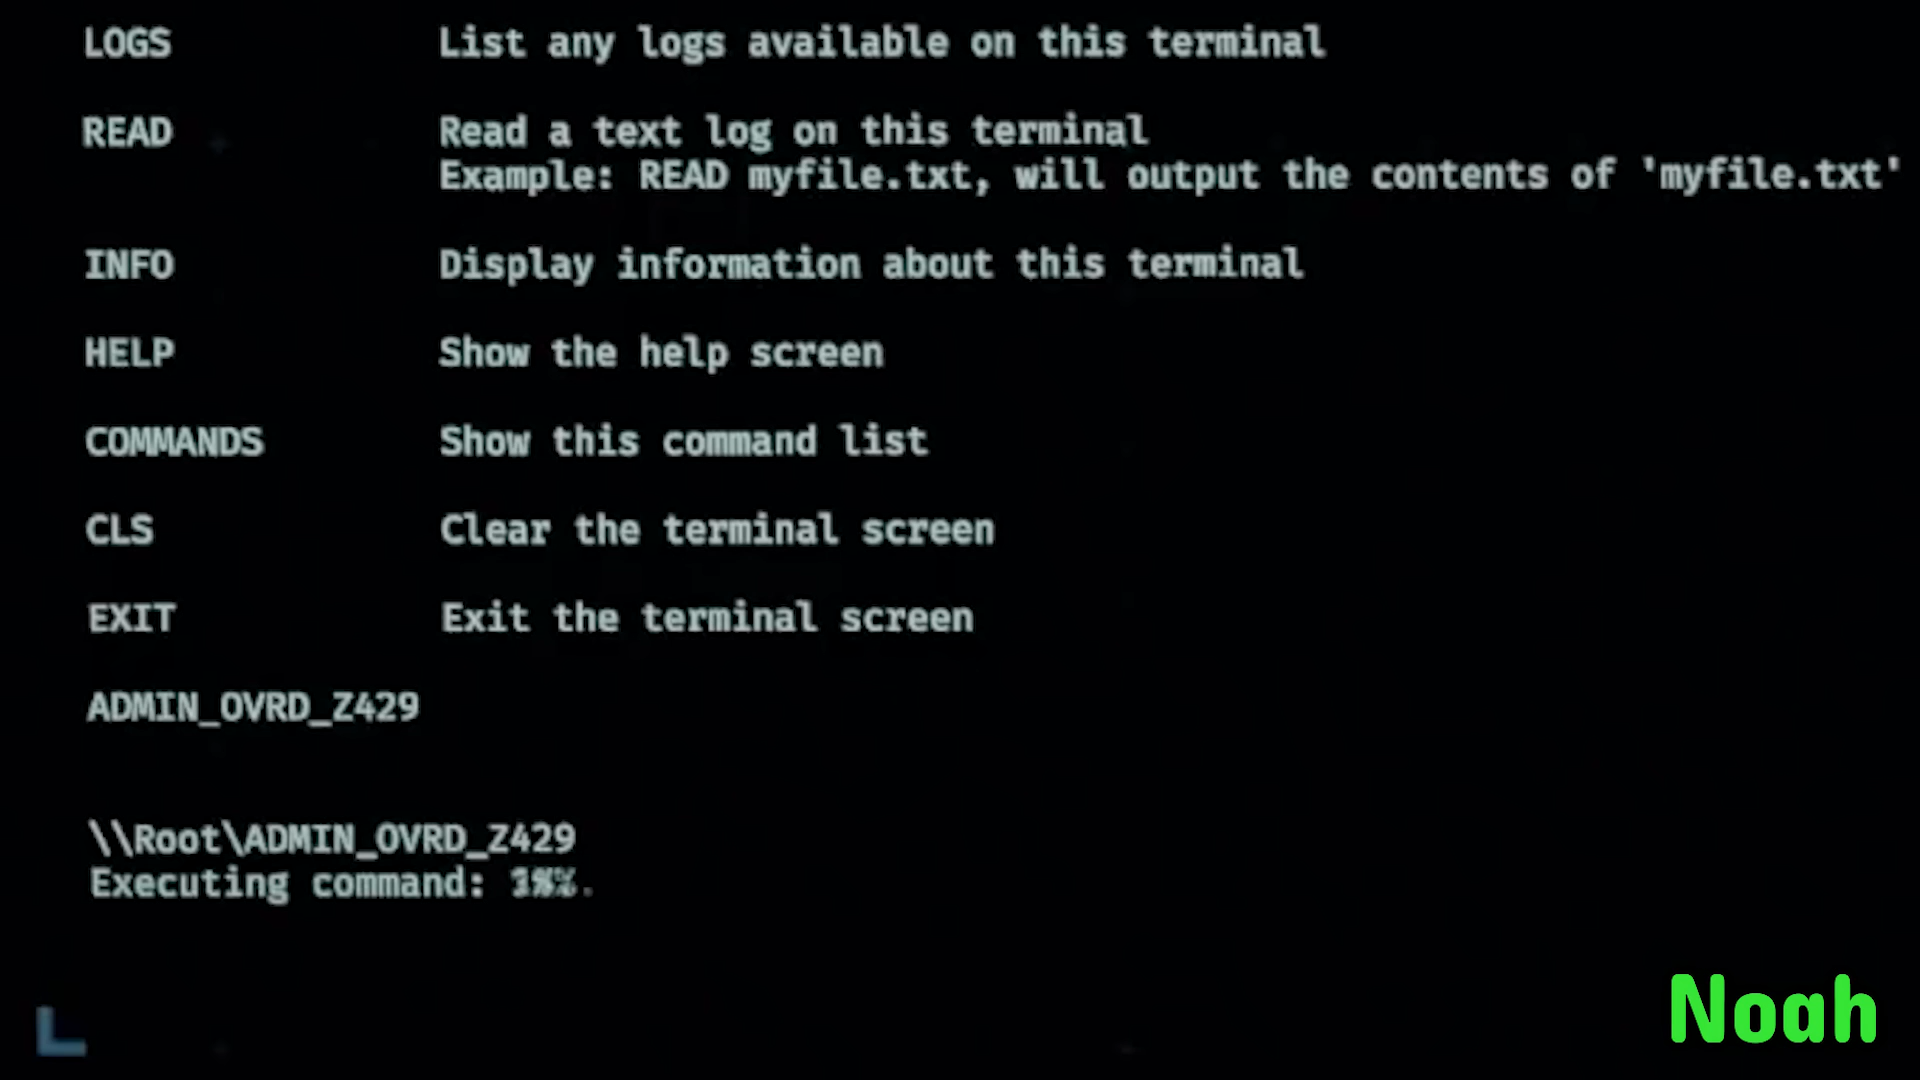 LOGS List any logs available on this terminal
READ Read a text log on this terminal
Example: READ myfile.txt, will output the contents of 'myfile.txt'
INFO Display information about this terminal
HELP Show the help screen
COMMANDS Show this command list
CLS Clear the terminal screen
EXIT Exit the terminal screen
ADMIN_OVRD_Z429
\\Root\ADMIN_OVRD_Z429
Executing command:
Noah